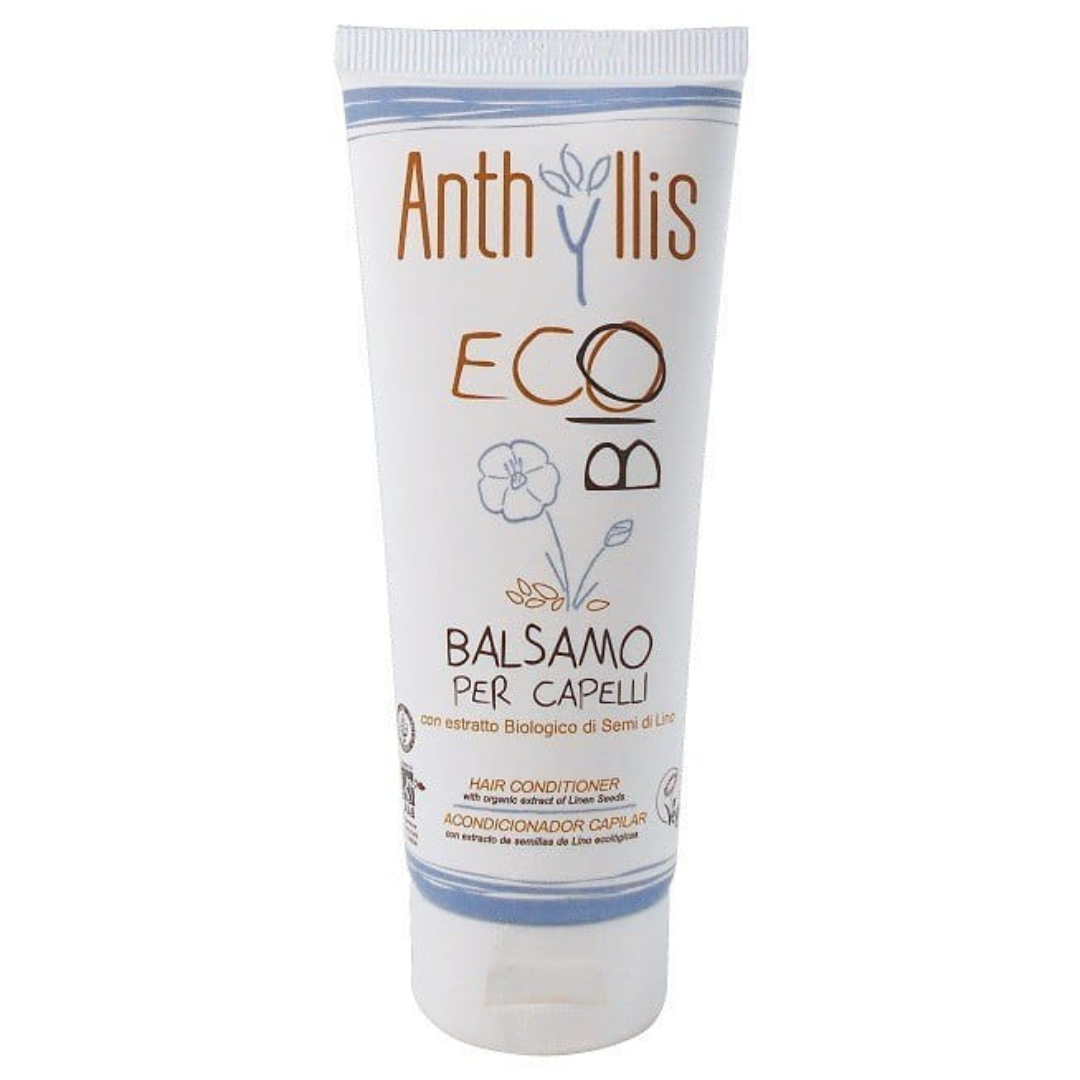 Anthyllis
ECO
BIO
BALSAMO
PER CAPELLI
con estratto Biologico di Semi di Lino
HAIR CONDITIONER
with organic extract of Linen Seeds
ACONDICIONADOR CAPILAR
con extracto de semillas de Lino ecológicas